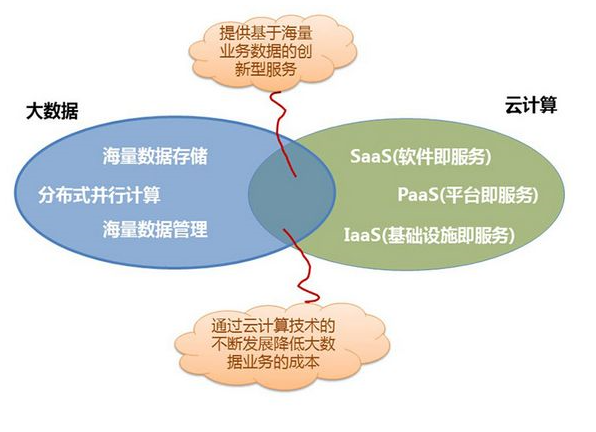 提供基于海量
业务数据的创
新型服务
大数据
云计算
海量数据存储
分布式并行计算
海量数据管理
SaaS(软件即服务)
PaaS(平台即服务)
IaaS(基础设施即服务)
通过云计算技术的
不断发展降低大数
据业务的成本